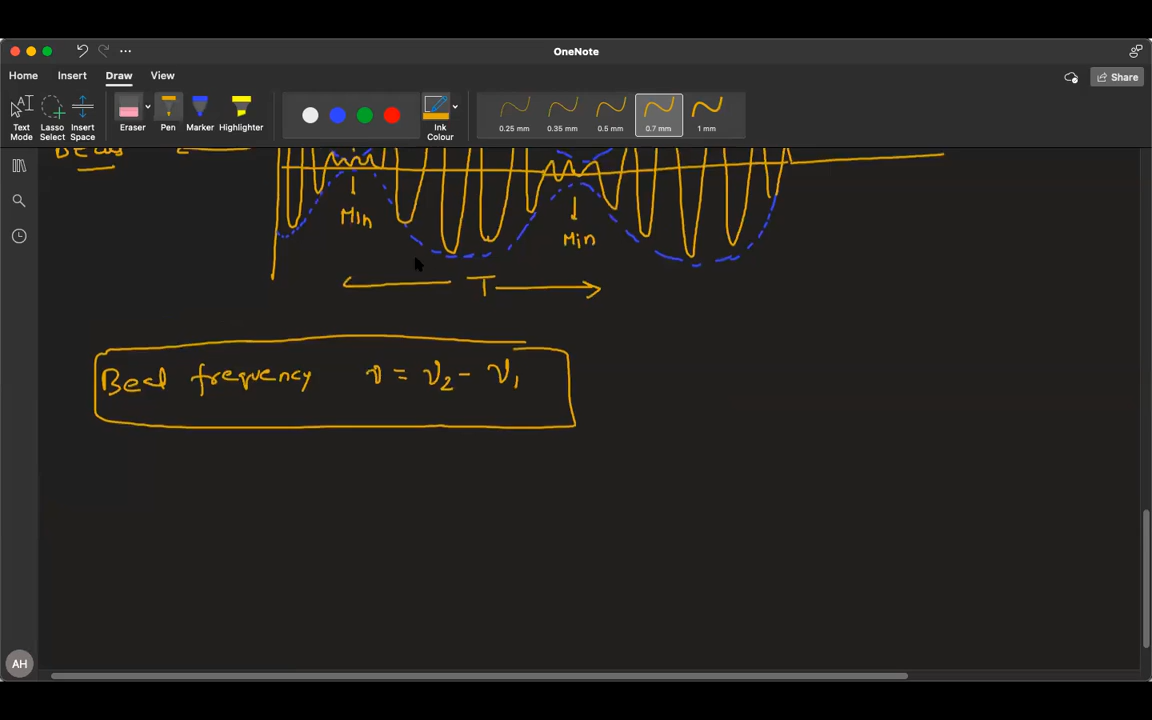 OneNote
Home Insert Draw View
Share
Text Mode
Lasso Select
Insert Space
Eraser
Pen
Marker
Highlighter
Ink Colour
0.25 mm
0.35 mm
0.5 mm
0.7 mm
1 mm
Min
Min
T
Beat frequency ν = ν₂ - ν₁
AH